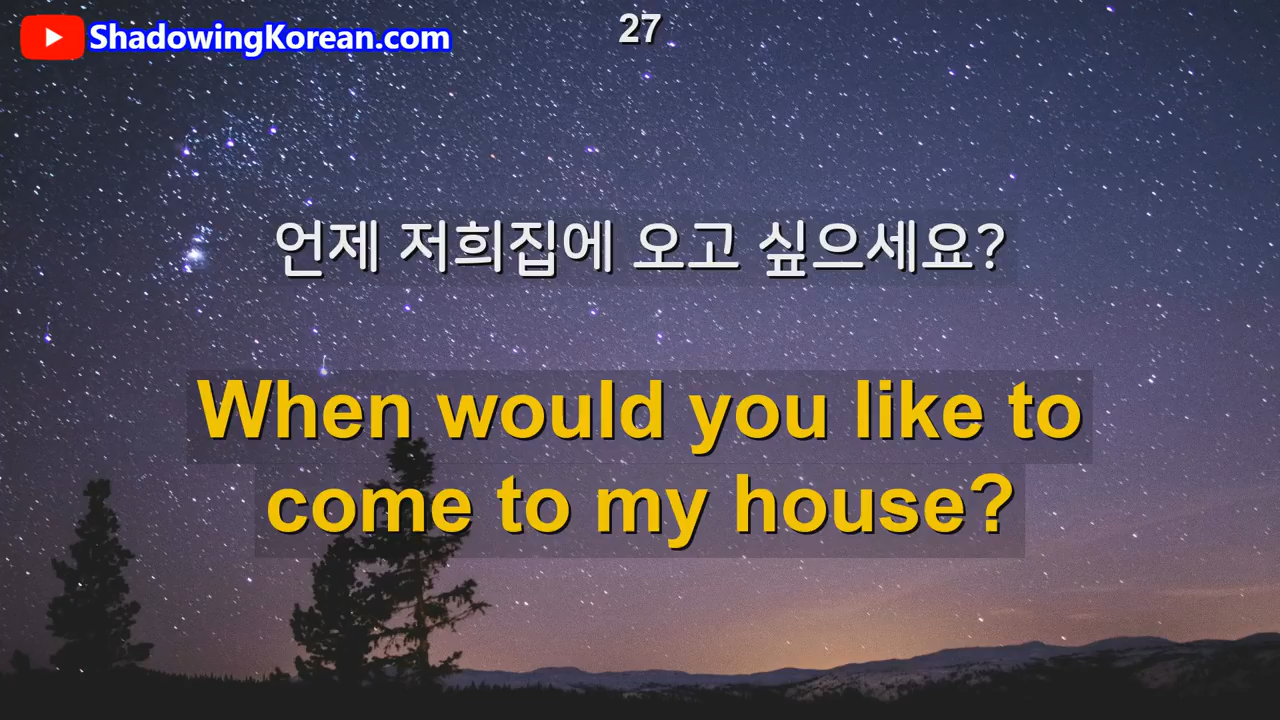 ShadowingKorean.com
27
언제 저희집에 오고 싶으세요?
When would you like to
come to my house?